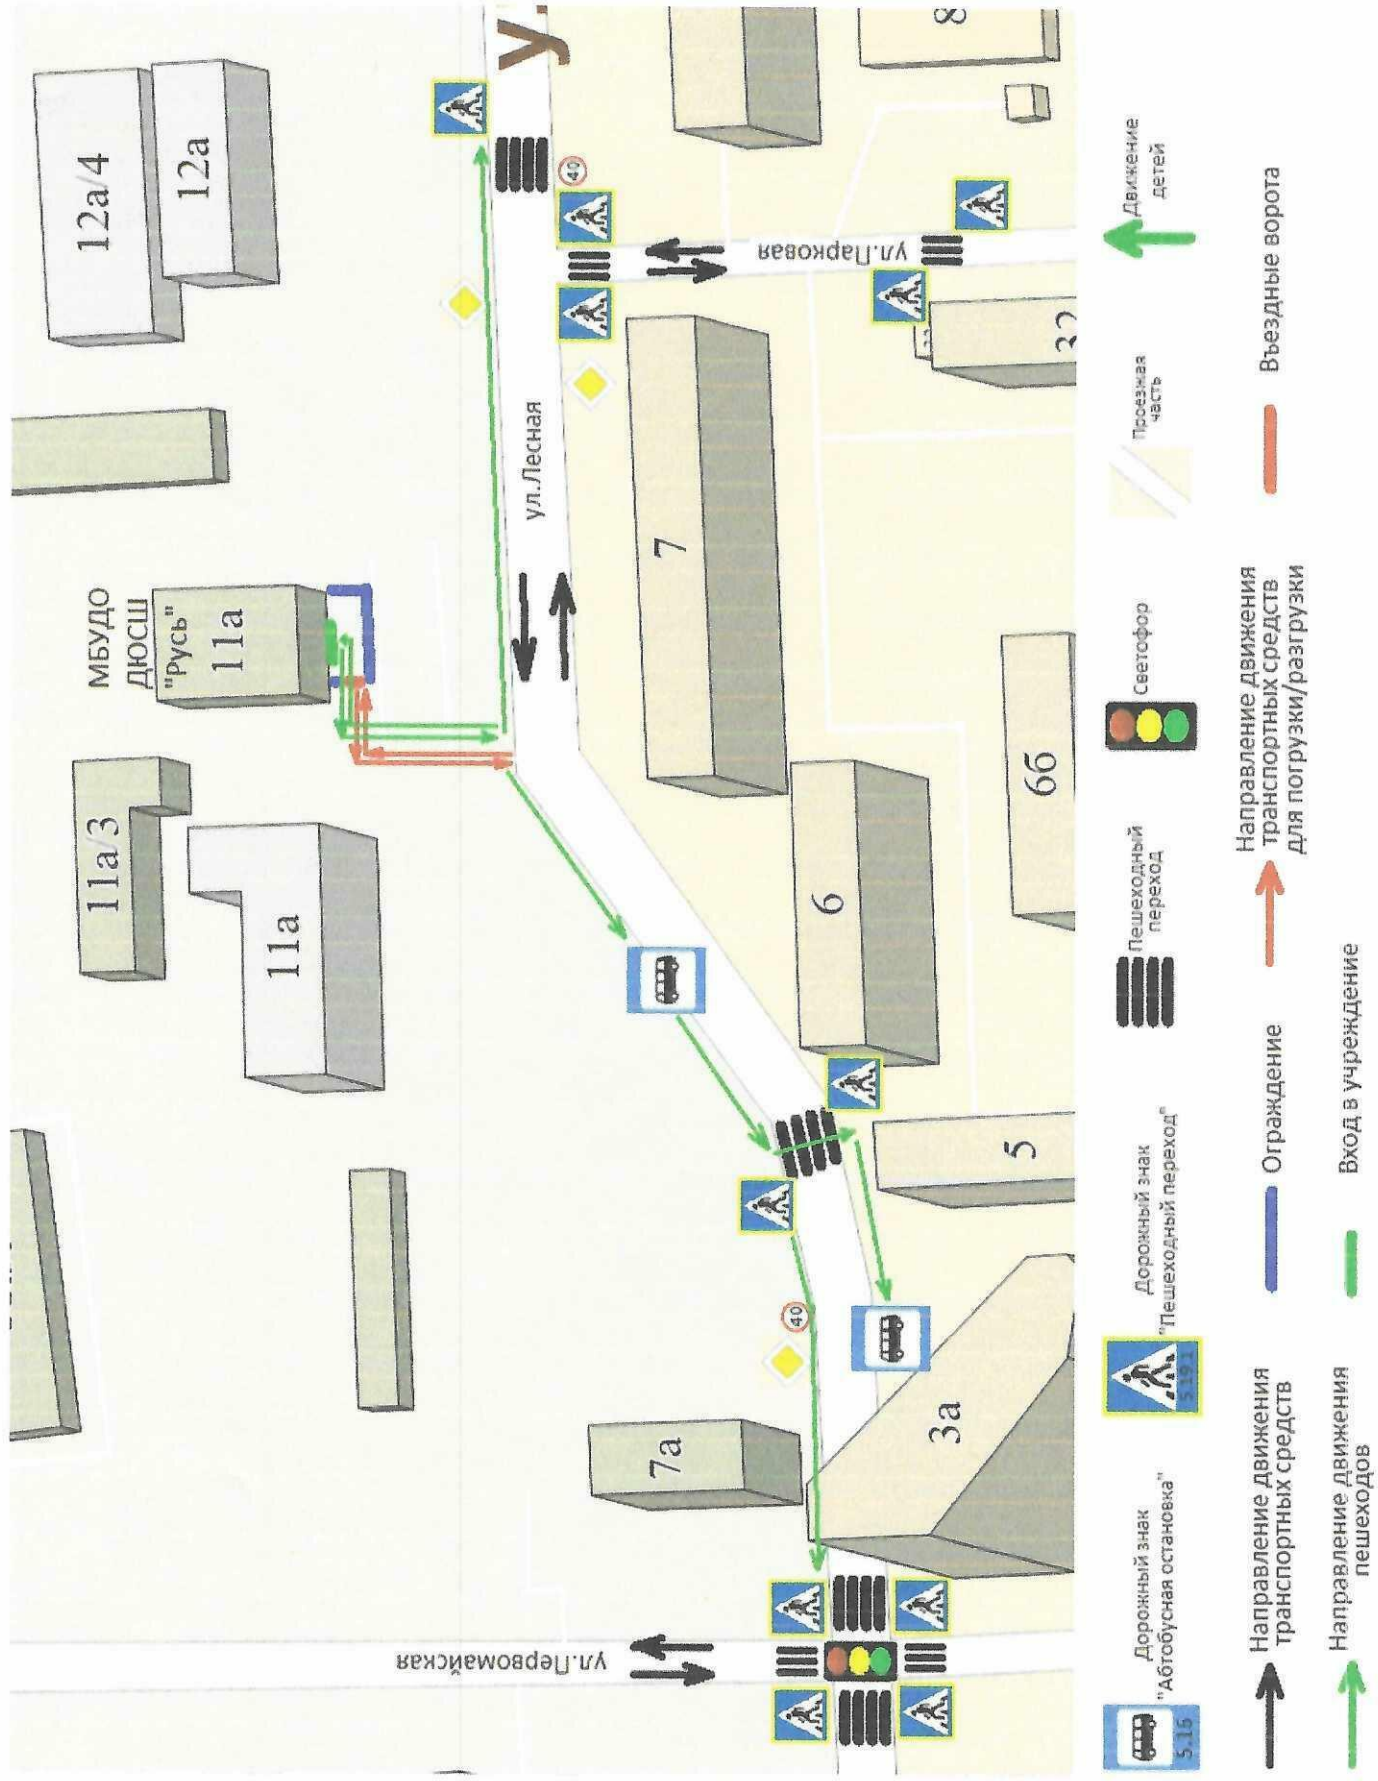 12а/4
12а
МБУДО
ДЮСШ
"Русь"
11а
11а/3
11а
7а
ул.Первомайская
ул.Лесная
ул.Парковая
у.
40
40
7
6
6б
5
3а
32
8
5.16
Дорожный знак
"Автобусная остановка"
5.19.1
Дорожный знак
"Пешеходный переход"
Пешеходный
переход
Светофор
Проезжая
часть
Движение
детей
Направление движения
транспортных средств
Ограждение
Направление движения
транспортных средств
для погрузки/разгрузки
Въездные ворота
Направление движения
пешеходов
Вход в учреждение